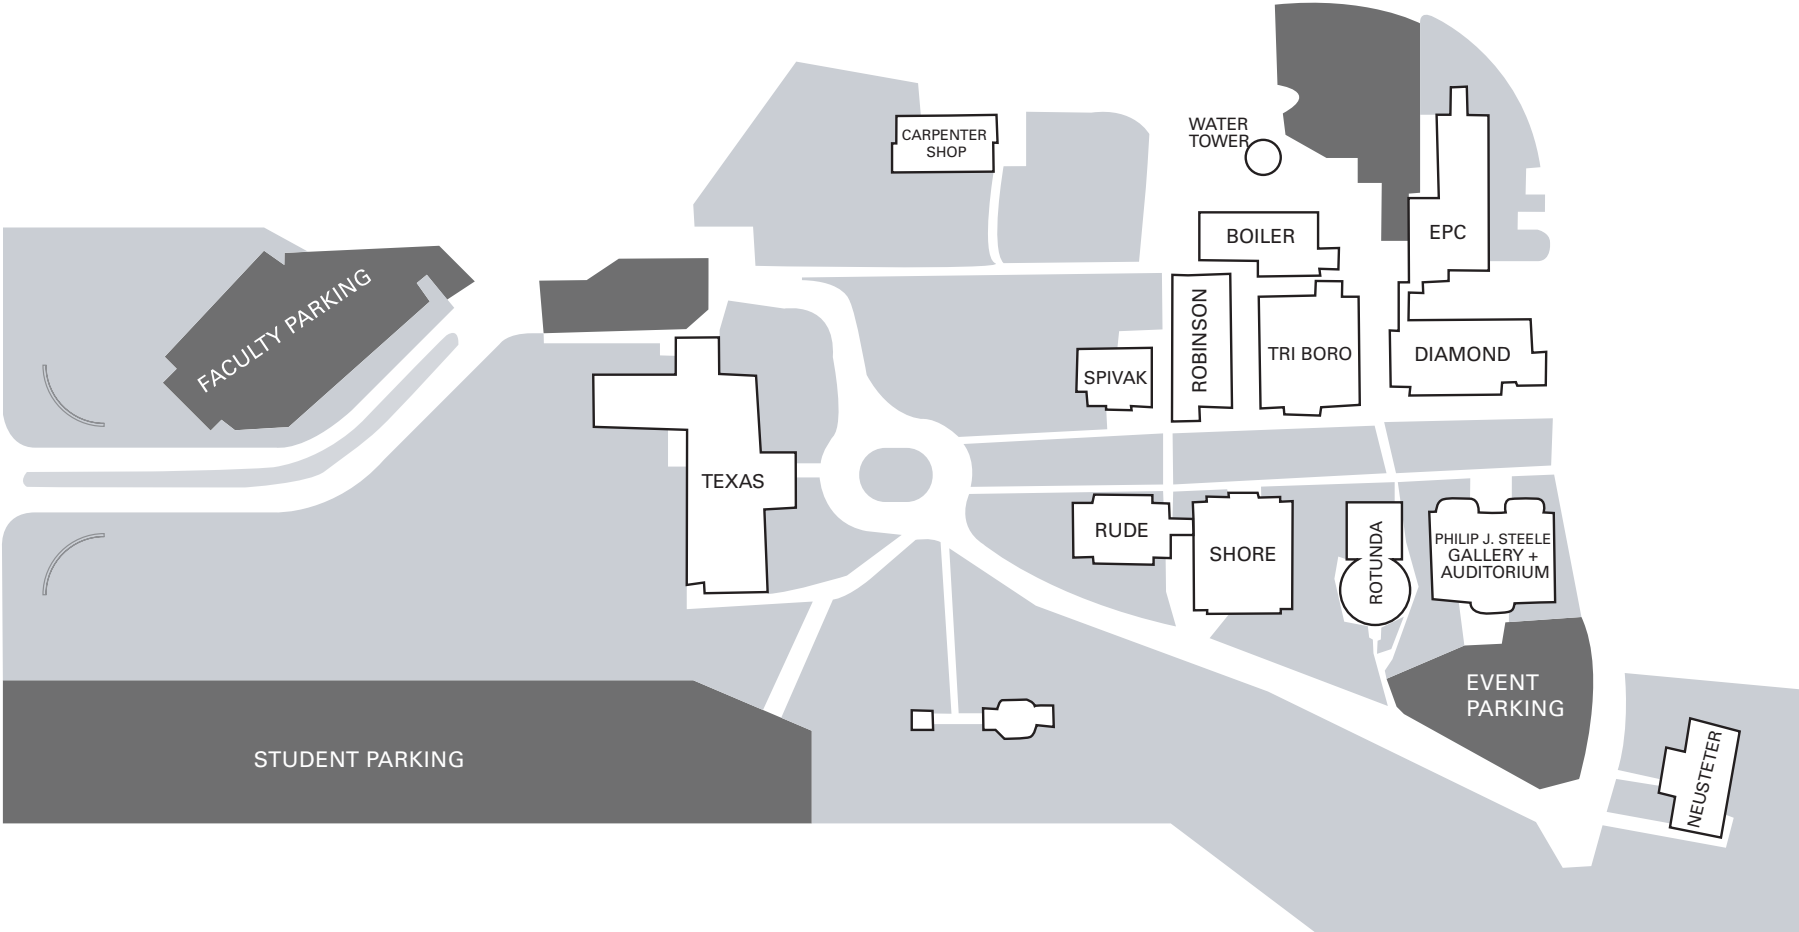 WATER
TOWER
CARPENTER
SHOP
BOILER
EPC
FACULTY PARKING
ROBINSON
TRI BORO
DIAMOND
SPIVAK
TEXAS
RUDE
SHORE
ROTUNDA
PHILIP J. STEELE
GALLERY +
AUDITORIUM
EVENT
PARKING
STUDENT PARKING
NEUSTETER